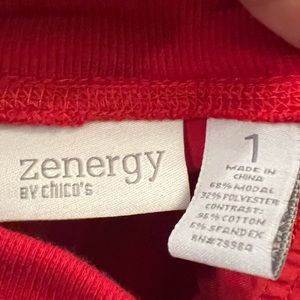 zenergy
BY chico's
1
MADE IN
CHINA
68% MODAL
32% POLYESTER
CONTRAST:
95% COTTON
5% SPANDEX
RN#79984